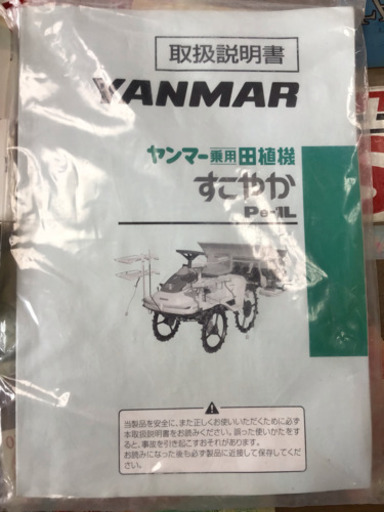 取扱説明書
YANMAR
ヤンマー乗用田植機
すこやか
Pe-1L
当製品を安全に、また正しくお使いいただくために必ず
本取扱説明書をお読みください。誤った使いかたをす
ると、事故を引き起こすおそれがあります。
お読みになった後も必ず製品に近接して保存してくだ
さい。